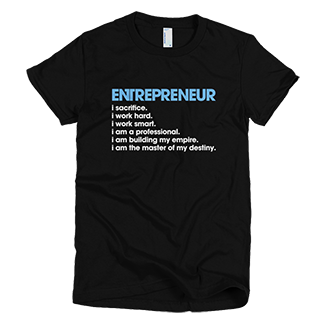 ENTREPRENEUR
i sacrifice.
i work hard.
i work smart.
i am a professional.
i am building my empire.
i am the master of my destiny.